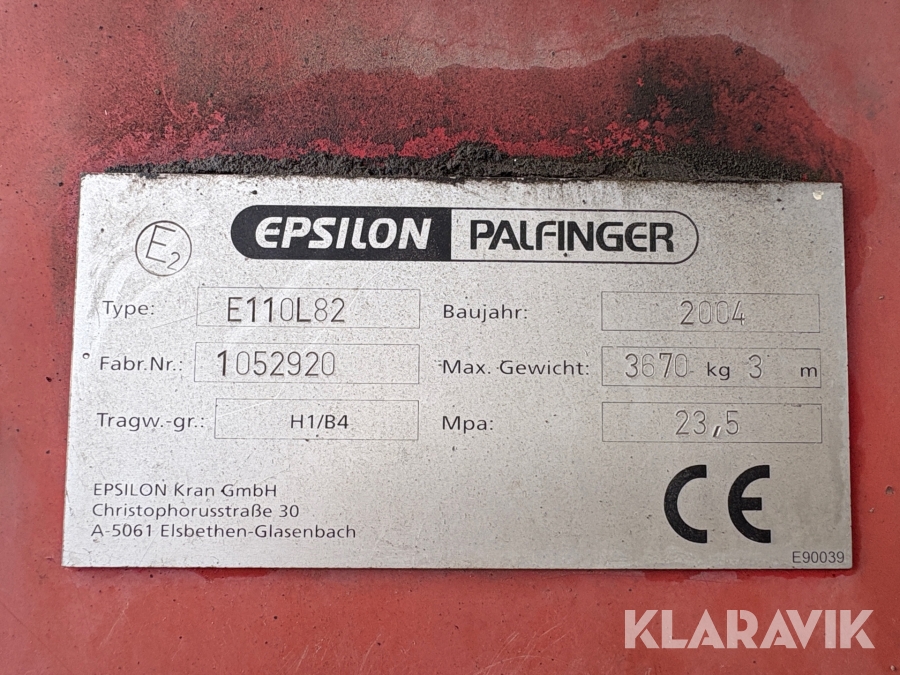 E2
EPSILON PALFINGER
Type: E110L82 Baujahr: 2004
Fabr.Nr.: 1052920 Max. Gewicht: 3670 kg 3 m
Tragw.-gr.: H1/B4 Mpa: 23,5
EPSILON Kran GmbH
Christophorusstraße 30
A-5061 Elsbethen-Glasenbach
CE
E90039
KLARAVIK